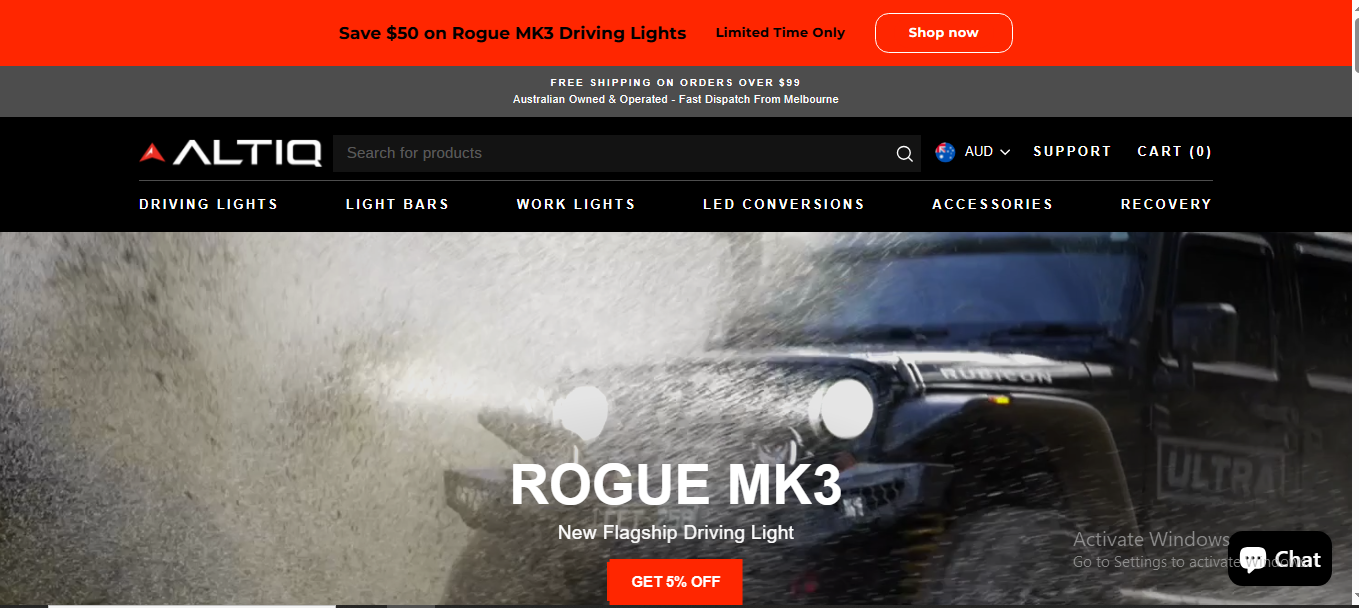 Save $50 on Rogue MK3 Driving Lights Limited Time Only Shop now
FREE SHIPPING ON ORDERS OVER $99
Australian Owned & Operated - Fast Dispatch From Melbourne
ALTIQ Search for products AUD SUPPORT CART (0)
DRIVING LIGHTS LIGHT BARS WORK LIGHTS LED CONVERSIONS ACCESSORIES RECOVERY
RUBICON
ULTRA
ROGUE MK3
New Flagship Driving Light
Activate Windows
Go to Settings to activate Windows.
Chat
GET 5% OFF